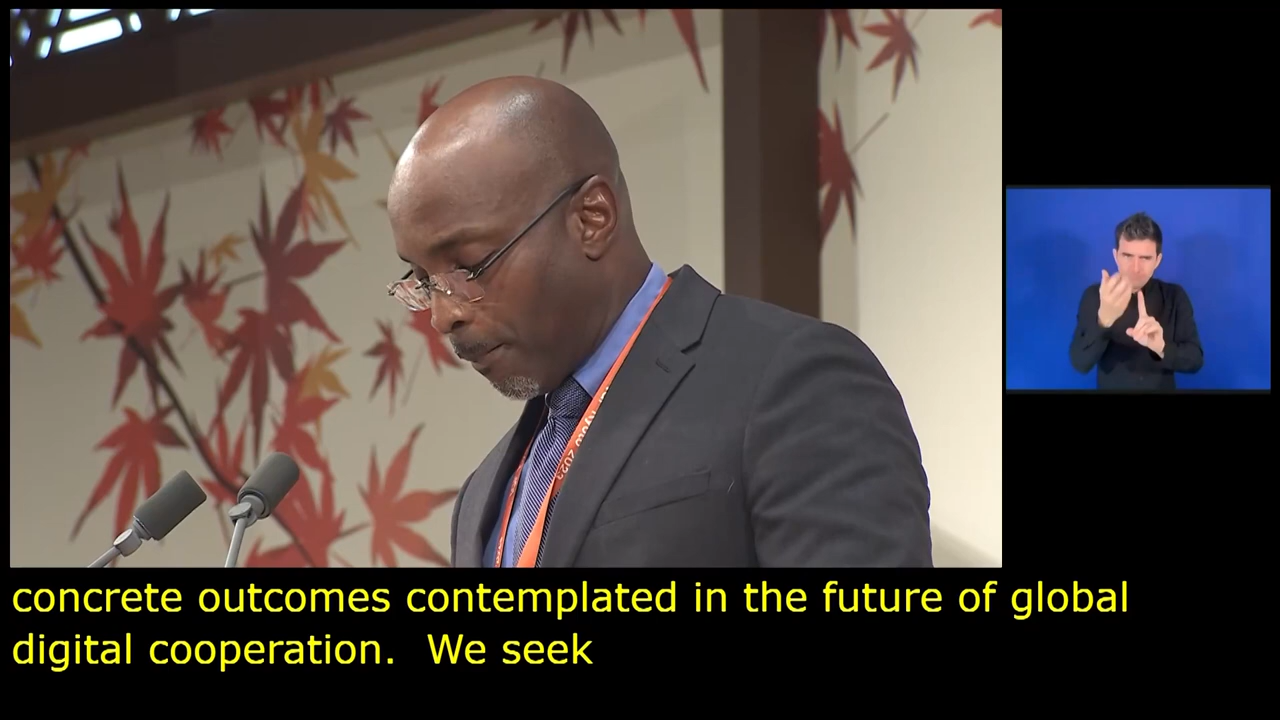 concrete outcomes contemplated in the future of global
digital cooperation.  We seek